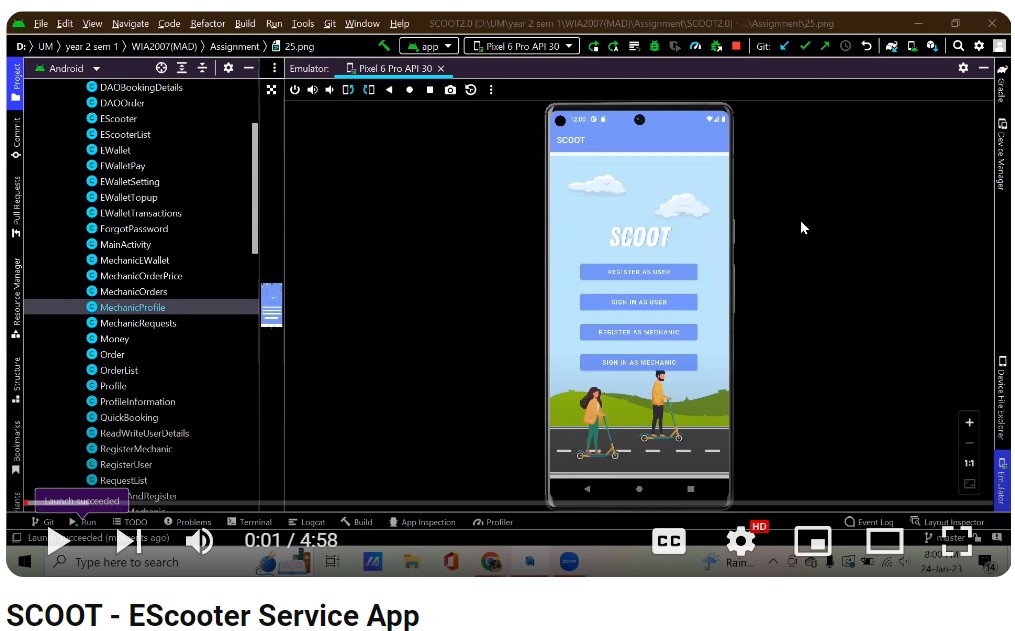 File Edit View Navigate Code Refactor Build Run Tools Git Window Help SCOOT2.0 [D:\UM\year 2 sem 1\WIA2007(MAD)\Assignment\SCOOT2.0] - ...\Assignment\25.png
D: UM year 2 sem 1 WIA2007(MAD) Assignment 25.png app Pixel 6 Pro API 30 Git:
Android Emulator: Pixel 6 Pro API 30
Project
Commit
Pull Requests
Resource Manager
Structure
Bookmarks
DAOBookingDetails
DAOOrder
EScooter
EScooterList
EWallet
EWalletPay
EWalletSetting
EWalletTopup
EWalletTransactions
ForgotPassword
MainActivity
MechanicEWallet
MechanicOrderPrice
MechanicOrders
MechanicProfile
MechanicRequests
Money
Order
OrderList
Profile
ProfileInformation
QuickBooking
ReadWriteUserDetails
RegisterMechanic
RegisterUser
RequestList
AndRegister
Launch succeeded
12:00
SCOOT
SCOOT
REGISTER AS USER
SIGN IN AS USER
REGISTER AS MECHANIC
SIGN IN AS MECHANIC
1:1
Gradle
Device Manager
Device File Explorer
Emulator
Git Run TODO Problems Terminal Logcat Build App Inspection Profiler Event Log Layout Inspector
master
0:01 / 4:58 CC HD
Type here to search Rain...
24-Jan-23 14
SCOOT - EScooter Service App